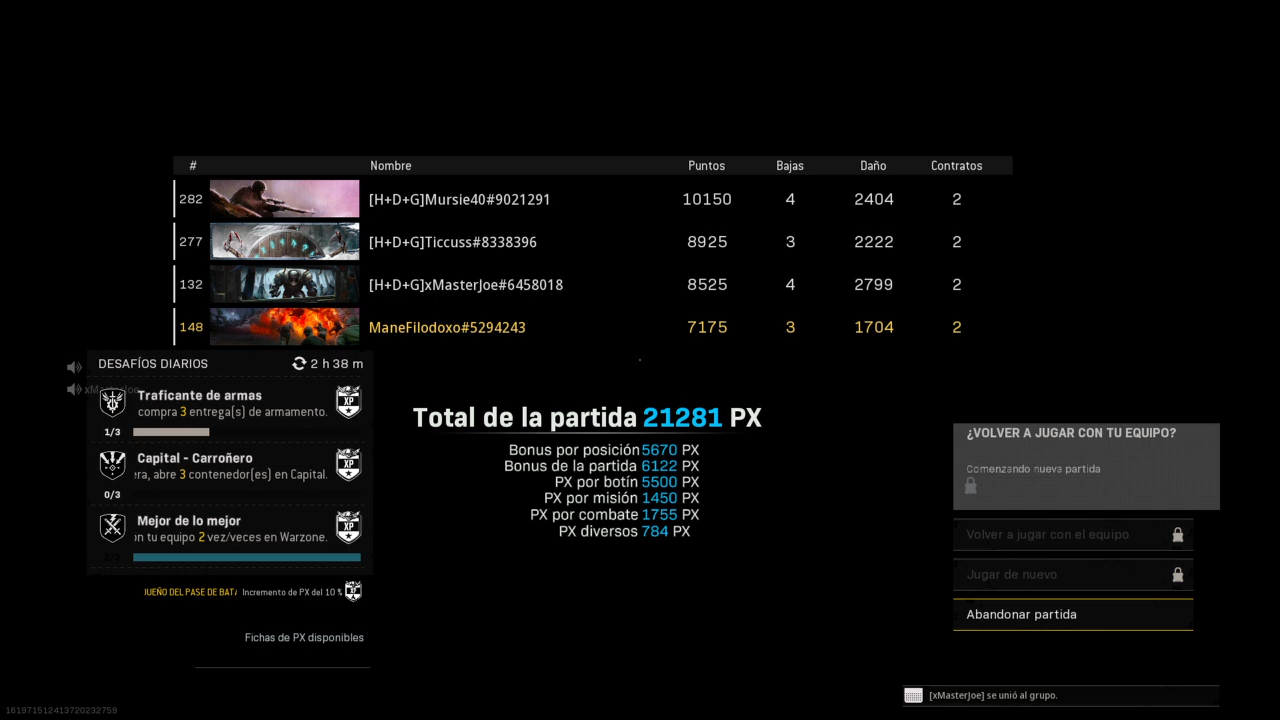 # Nombre Puntos Bajas Daño Contratos
282 [H+D+G]Mursie40#9021291 10150 4 2404 2
277 [H+D+G]Ticcuss#8338396 8925 3 2222 2
132 [H+D+G]xMasterJoe#6458018 8525 4 2799 2
148 ManeFilodoxo#5294243 7175 3 1704 2
DESAFÍOS DIARIOS 2 h 38 m
xMasterJoe
Traficante de armas
compra 3 entrega(s) de armamento.
XP
1/3
Capital - Carroñero
era, abre 3 contenedor(es) en Capital.
XP
0/3
Mejor de lo mejor
on tu equipo 2 vez/veces en Warzone.
XP
2/2
UEÑO DEL PASE DE BATA Incremento de PX del 10 %
Fichas de PX disponibles
Total de la partida 21281 PX
Bonus por posición 5670 PX
Bonus de la partida 6122 PX
PX por botín 5500 PX
PX por misión 1450 PX
PX por combate 1755 PX
PX diversos 784 PX
¿VOLVER A JUGAR CON TU EQUIPO?
Comenzando nueva partida
Volver a jugar con el equipo
Jugar de nuevo
Abandonar partida
[xMasterJoe] se unió al grupo.